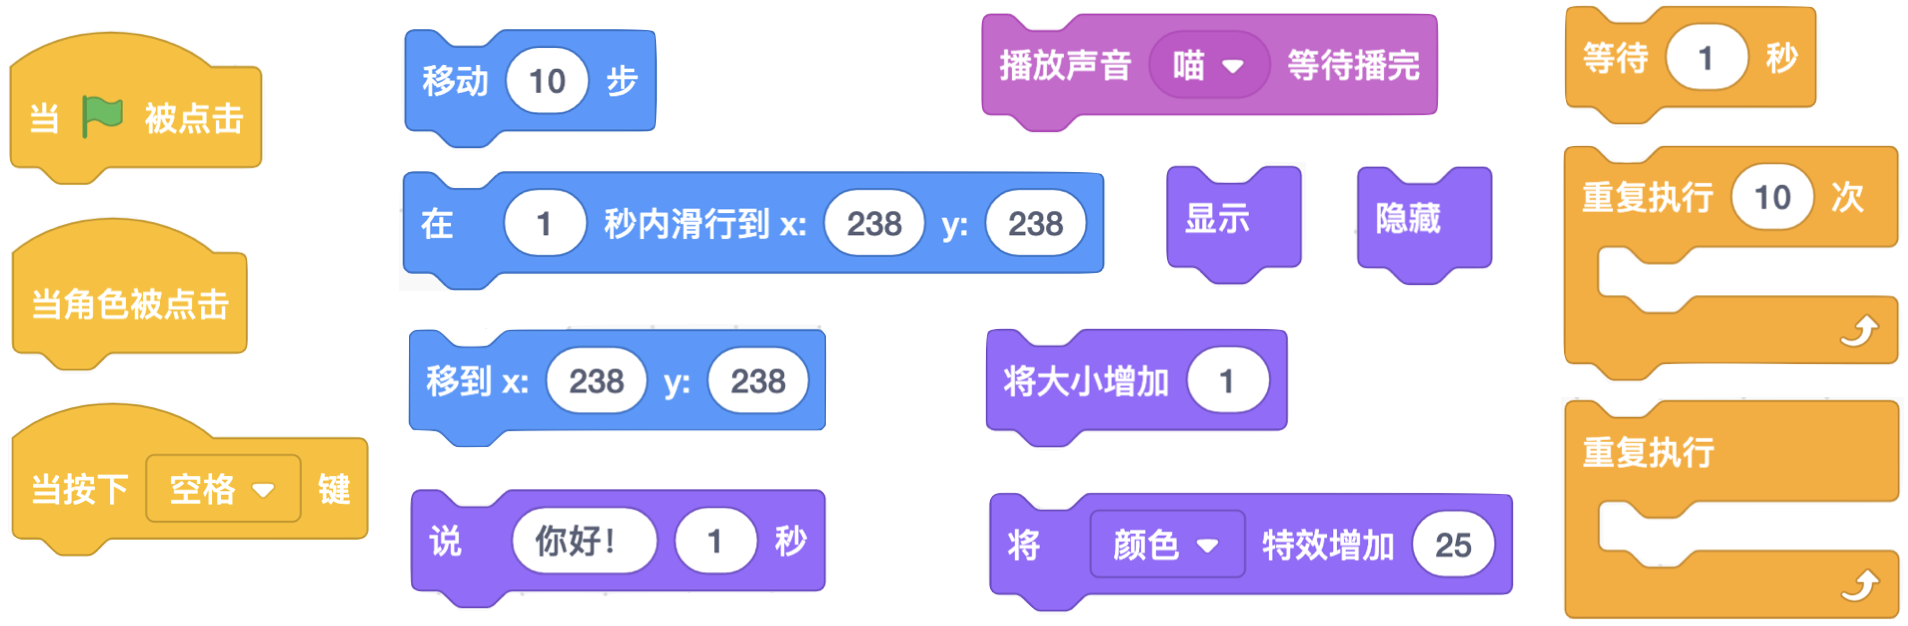 当 被点击
当角色被点击
当按下 空格 键
移动 10 步
在 1 秒内滑行到 x: 238 y: 238
移到 x: 238 y: 238
说 你好！ 1 秒
播放声音 喵 等待播完
显示
隐藏
将大小增加 1
将 颜色 特效增加 25
等待 1 秒
重复执行 10 次
重复执行